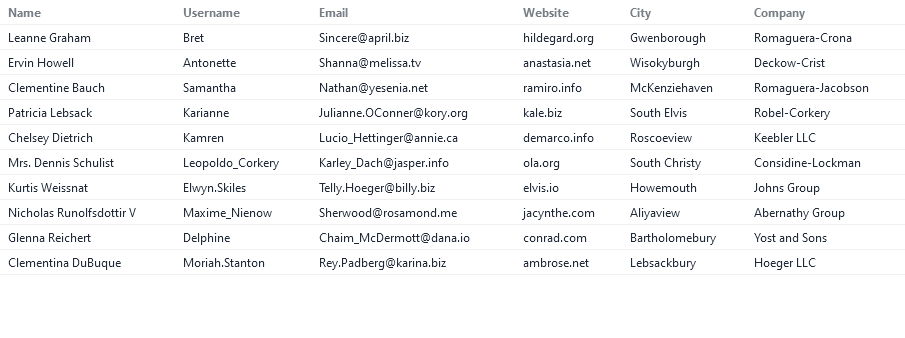 Name Username Email Website City Company
Leanne Graham Bret Sincere@april.biz hildegard.org Gwenborough Romaguera-Crona
Ervin Howell Antonette Shanna@melissa.tv anastasia.net Wisokyburgh Deckow-Crist
Clementine Bauch Samantha Nathan@yesenia.net ramiro.info McKenziehaven Romaguera-Jacobson
Patricia Lebsack Karianne Julianne.OConner@kory.org kale.biz South Elvis Robel-Corkery
Chelsey Dietrich Kamren Lucio_Hettinger@annie.ca demarco.info Roscoeview Keebler LLC
Mrs. Dennis Schulist Leopoldo_Corkery Karley_Dach@jasper.info ola.org South Christy Considine-Lockman
Kurtis Weissnat Elwyn.Skiles Telly.Hoeger@billy.biz elvis.io Howemouth Johns Group
Nicholas Runolfsdottir V Maxime_Nienow Sherwood@rosamond.me jacynthe.com Aliyaview Abernathy Group
Glenna Reichert Delphine Chaim_McDermott@dana.io conrad.com Bartholomebury Yost and Sons
Clementina DuBuque Moriah.Stanton Rey.Padberg@karina.biz ambrose.net Lebsackbury Hoeger LLC